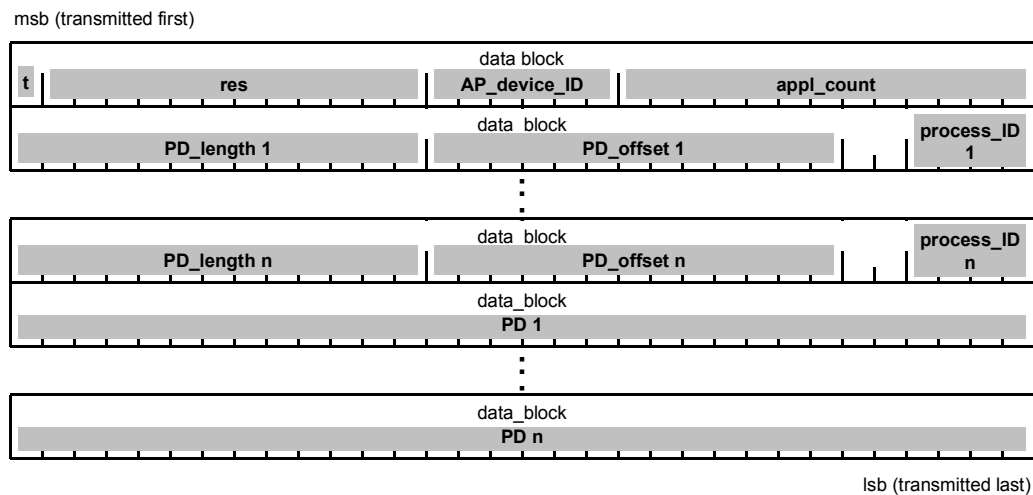 msb (transmitted first)
data block
t res AP_device_ID appl_count
data_block
PD_length 1 PD_offset 1 process_ID 1
data_block
PD_length n PD_offset n process_ID n
data_block
PD 1
data_block
PD n
lsb (transmitted last)